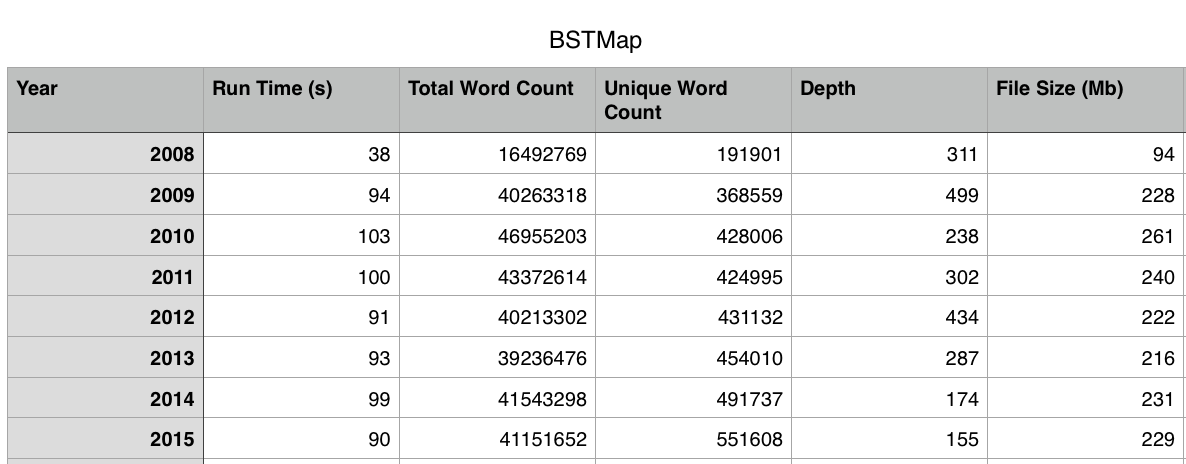 BSTMap
Year Run Time (s) Total Word Count Unique Word Count Depth File Size (Mb)
2008 38 16492769 191901 311 94
2009 94 40263318 368559 499 228
2010 103 46955203 428006 238 261
2011 100 43372614 424995 302 240
2012 91 40213302 431132 434 222
2013 93 39236476 454010 287 216
2014 99 41543298 491737 174 231
2015 90 41151652 551608 155 229